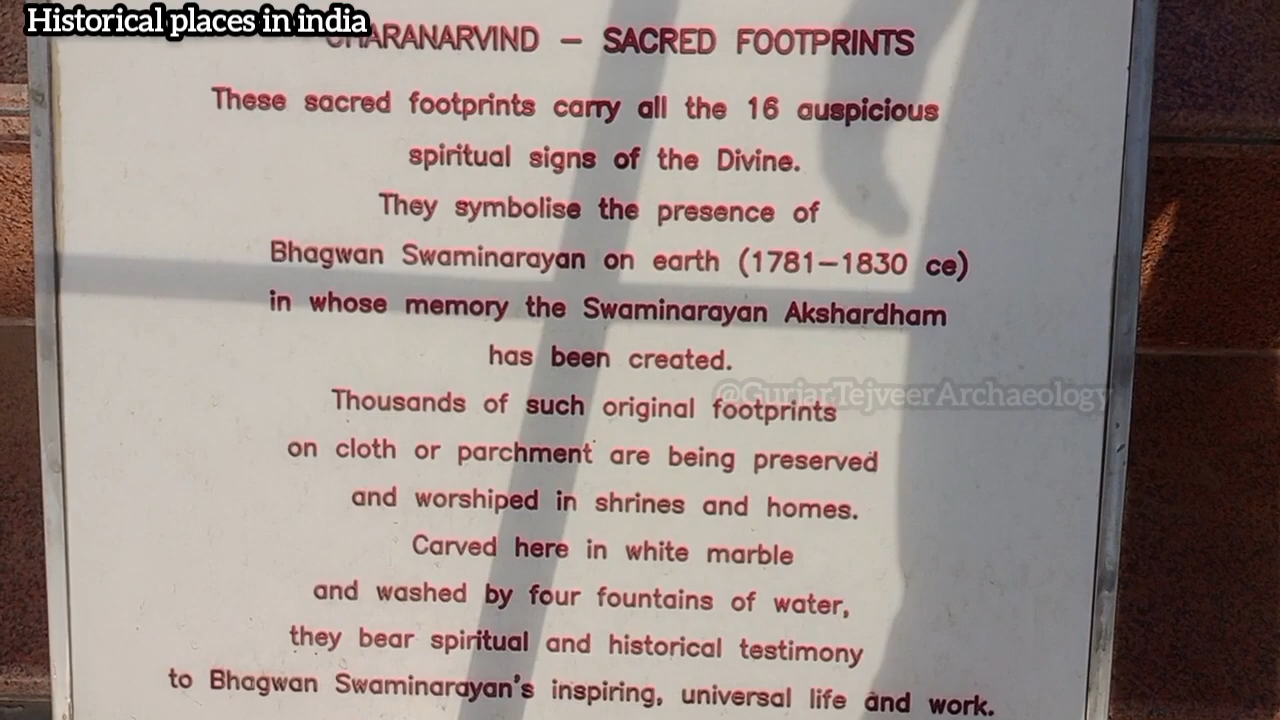 Historical places in india
CHARANARVIND – SACRED FOOTPRINTS
These sacred footprints carry all the 16 auspicious
spiritual signs of the Divine.
They symbolise the presence of
Bhagwan Swaminarayan on earth (1781–1830 ce)
in whose memory the Swaminarayan Akshardham
has been created.
@GurjarTejveerArchaeology
Thousands of such original footprints
on cloth or parchment are being preserved
and worshiped in shrines and homes.
Carved here in white marble
and washed by four fountains of water,
they bear spiritual and historical testimony
to Bhagwan Swaminarayan's inspiring, universal life and work.